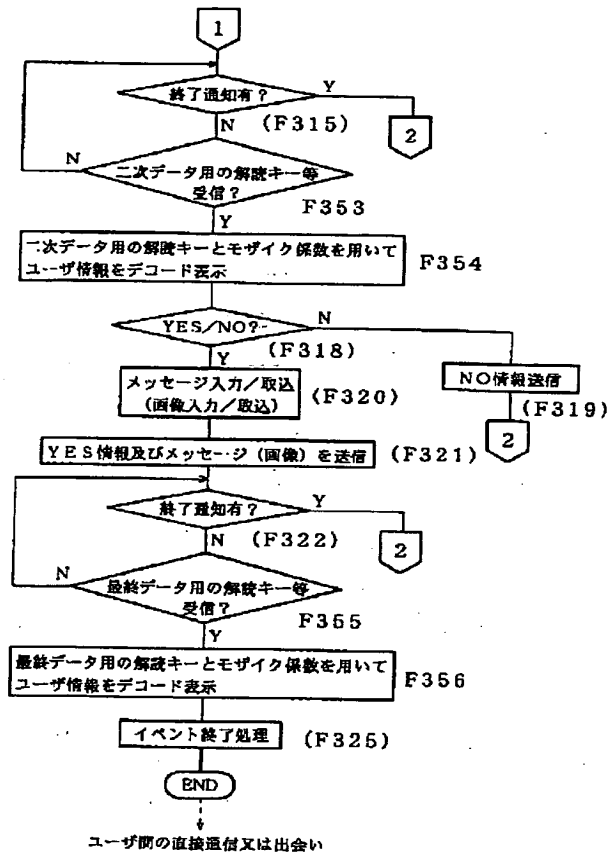 1
終了通知有?
Y
N
(F315)
2
N
二次データ用の解読キー等
受信?
F353
Y
二次データ用の解読キーとモザイク係数を用いて
ユーザ情報をデコード表示
F354
YES/NO?
N
(F318)
Y
メッセージ入力/取込
(画像入力/取込)
(F320)
NO情報送信
(F319)
2
YES情報及びメッセージ(画像)を送信
(F321)
終了通知有?
Y
N
(F322)
2
N
最終データ用の解読キー等
受信?
F355
Y
最終データ用の解読キーとモザイク係数を用いて
ユーザ情報をデコード表示
F356
イベント終了処理
(F325)
END
ユーザ間の直接通信又は出会い